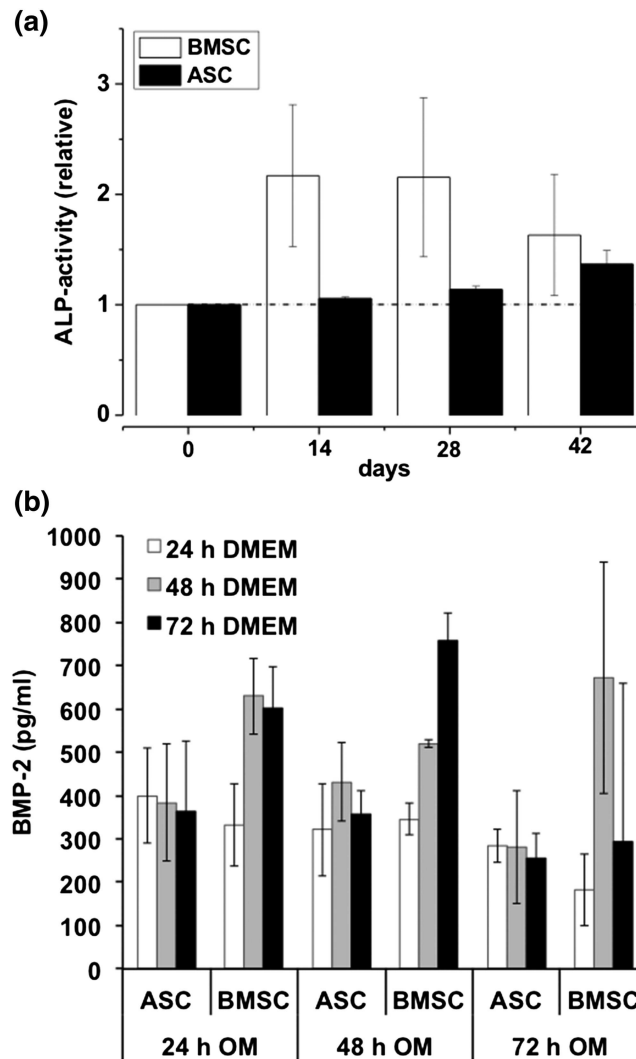 (a)
BMSC
ASC
ALP-activity (relative)
3
2
1
0
0 14 28 42
days
(b)
1000
900
800
700
600
500
400
300
200
100
0
24 h DMEM
48 h DMEM
72 h DMEM
BMP-2 (pg/ml)
ASC BMSC ASC BMSC ASC BMSC
24 h OM 48 h OM 72 h OM